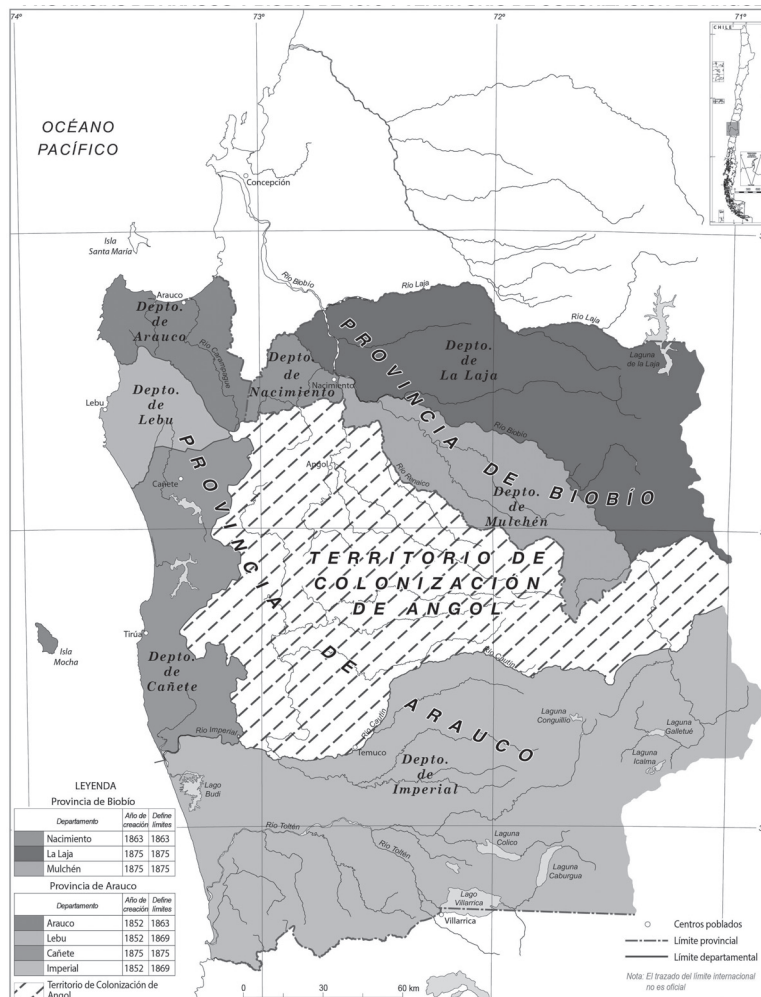 74º
73º
72º
71º
CHILE
OCÉANO
PACÍFICO
Concepción
Isla
Santa María
Río Biobío
Río Laja
Río Laja
Laguna
de la Laja
Arauco
Depto.
de
Arauco
Río Carampangue
Depto.
de
Nacimiento
Nacimiento
Depto.
de
La Laja
PROVINCIA DE BIOBÍO
Lebu
Depto.
de
Lebu
Río Biobío
Angol
Río Renaico
Depto.
de
Mulchén
Cañete
PROVINCIA DE ARAUCO
TERRITORIO DE
COLONIZACIÓN
DE ANGOL
Isla
Mocha
Tirúa
Depto.
de
Cañete
Río Cautín
Río Imperial
Río Cautín
Temuco
Laguna
Conguillío
Laguna
Galletué
Laguna
Icalma
Depto.
de
Imperial
Lago
Budi
Río Toltén
Río Toltén
Laguna
Colico
Laguna
Caburgua
Lago
Villarrica
Villarrica
LEYENDA
Provincia de Biobío
Departamento Año de creación Define límites
Nacimiento 1863 1863
La Laja 1875 1875
Mulchén 1875 1875
Provincia de Arauco
Departamento Año de creación Define límites
Arauco 1852 1863
Lebu 1852 1869
Cañete 1875 1875
Imperial 1852 1869
Territorio de Colonización de
Angol
0 30 60 km
Centros poblados
Límite provincial
Límite departamental
Nota: El trazado del límite internacional
no es oficial